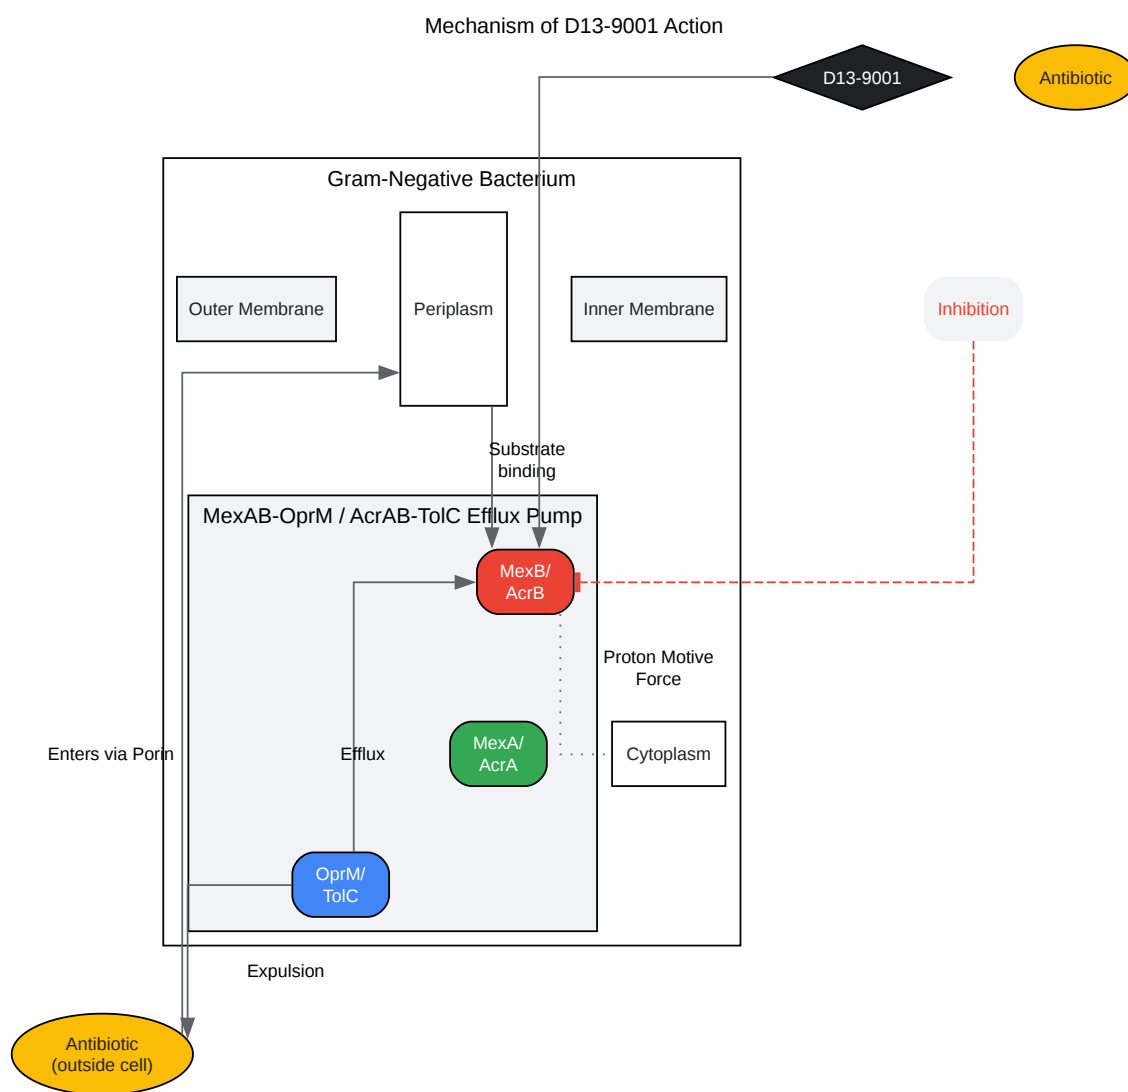 Mechanism of D13-9001 Action
D13-9001
Antibiotic
Gram-Negative Bacterium
Outer Membrane
Periplasm
Inner Membrane
Inhibition
Substrate
binding
MexAB-OprM / AcrAB-TolC Efflux Pump
MexB/
AcrB
Proton Motive
Force
Enters via Porin
Efflux
MexA/
AcrA
Cytoplasm
OprM/
TolC
Expulsion
Antibiotic
(outside cell)